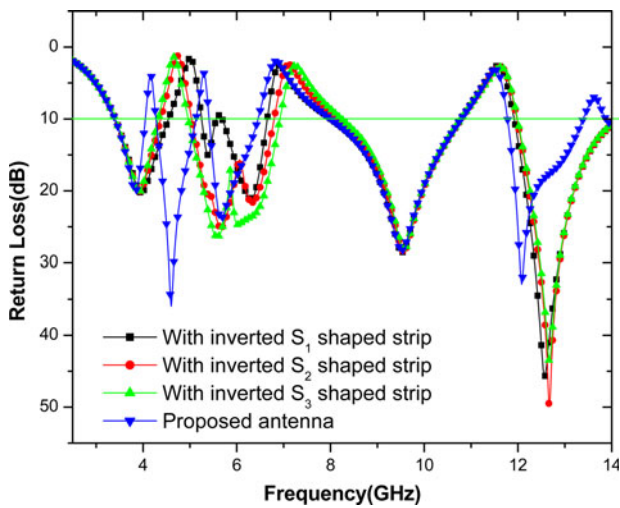 0
10
20
30
40
50
Return Loss(dB)
With inverted S1 shaped strip
With inverted S2 shaped strip
With inverted S3 shaped strip
Proposed antenna
4 6 8 10 12 14
Frequency(GHz)